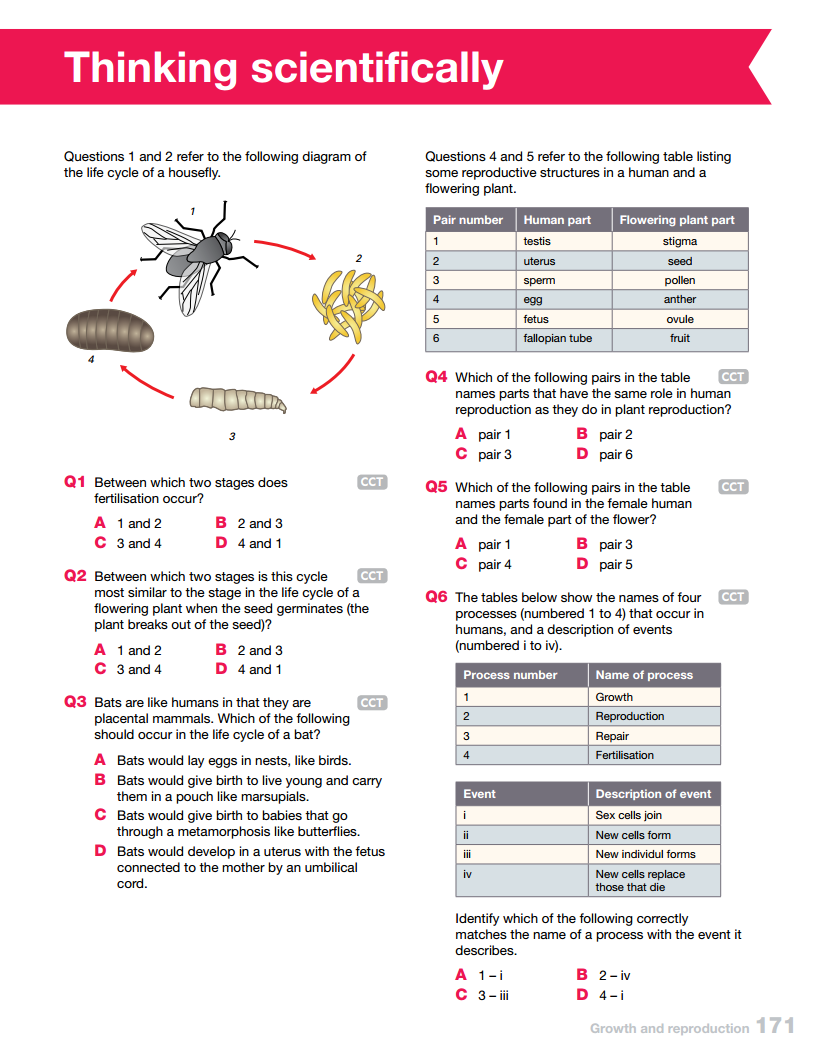 Thinking scientifically
Questions 1 and 2 refer to the following diagram of
the life cycle of a housefly.
1
2
4
3
Q1 Between which two stages does CCT
fertilisation occur?
A 1 and 2 B 2 and 3
C 3 and 4 D 4 and 1
Q2 Between which two stages is this cycle CCT
most similar to the stage in the life cycle of a
flowering plant when the seed germinates (the
plant breaks out of the seed)?
A 1 and 2 B 2 and 3
C 3 and 4 D 4 and 1
Q3 Bats are like humans in that they are CCT
placental mammals. Which of the following
should occur in the life cycle of a bat?
A Bats would lay eggs in nests, like birds.
B Bats would give birth to live young and carry
them in a pouch like marsupials.
C Bats would give birth to babies that go
through a metamorphosis like butterflies.
D Bats would develop in a uterus with the fetus
connected to the mother by an umbilical
cord.
Questions 4 and 5 refer to the following table listing
some reproductive structures in a human and a
flowering plant.
Pair number Human part Flowering plant part
1 testis stigma
2 uterus seed
3 sperm pollen
4 egg anther
5 fetus ovule
6 fallopian tube fruit
Q4 Which of the following pairs in the table CCT
names parts that have the same role in human
reproduction as they do in plant reproduction?
A pair 1 B pair 2
C pair 3 D pair 6
Q5 Which of the following pairs in the table CCT
names parts found in the female human
and the female part of the flower?
A pair 1 B pair 3
C pair 4 D pair 5
Q6 The tables below show the names of four CCT
processes (numbered 1 to 4) that occur in
humans, and a description of events
(numbered i to iv).
Process number Name of process
1 Growth
2 Reproduction
3 Repair
4 Fertilisation
Event Description of event
i Sex cells join
ii New cells form
iii New individul forms
iv New cells replace
those that die
Identify which of the following correctly
matches the name of a process with the event it
describes.
A 1 – i B 2 – iv
C 3 – iii D 4 – i
Growth and reproduction 171